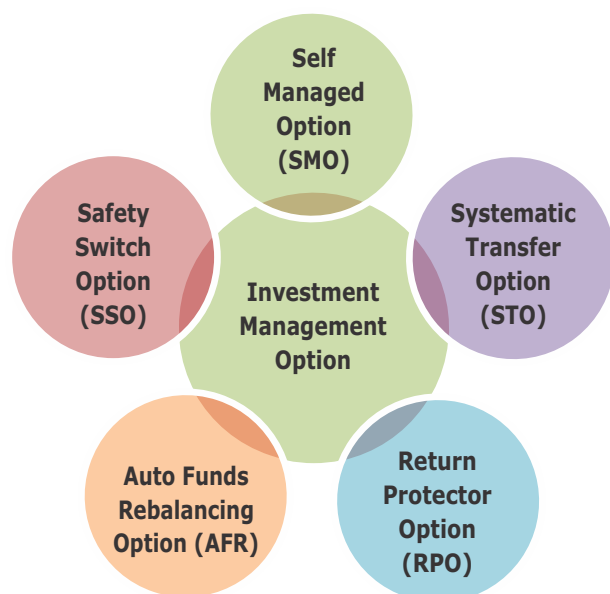 Self
Managed
Option
(SMO)
Safety
Switch
Option
(SSO)
Systematic
Transfer
Option
(STO)
Investment
Management
Option
Auto Funds
Rebalancing
Option (AFR)
Return
Protector
Option
(RPO)